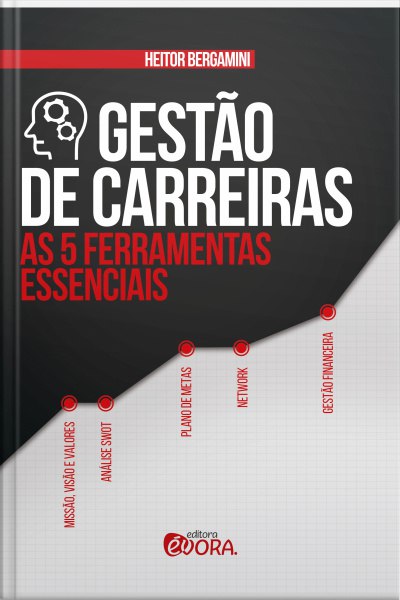 HEITOR BERGAMINI
GESTÃO
DE CARREIRAS
AS 5 FERRAMENTAS
ESSENCIAIS
MISSÃO, VISÃO E VALORES
ANÁLISE SWOT
PLANO DE METAS
NETWORK
GESTÃO FINANCEIRA
editora
ÉVORA.